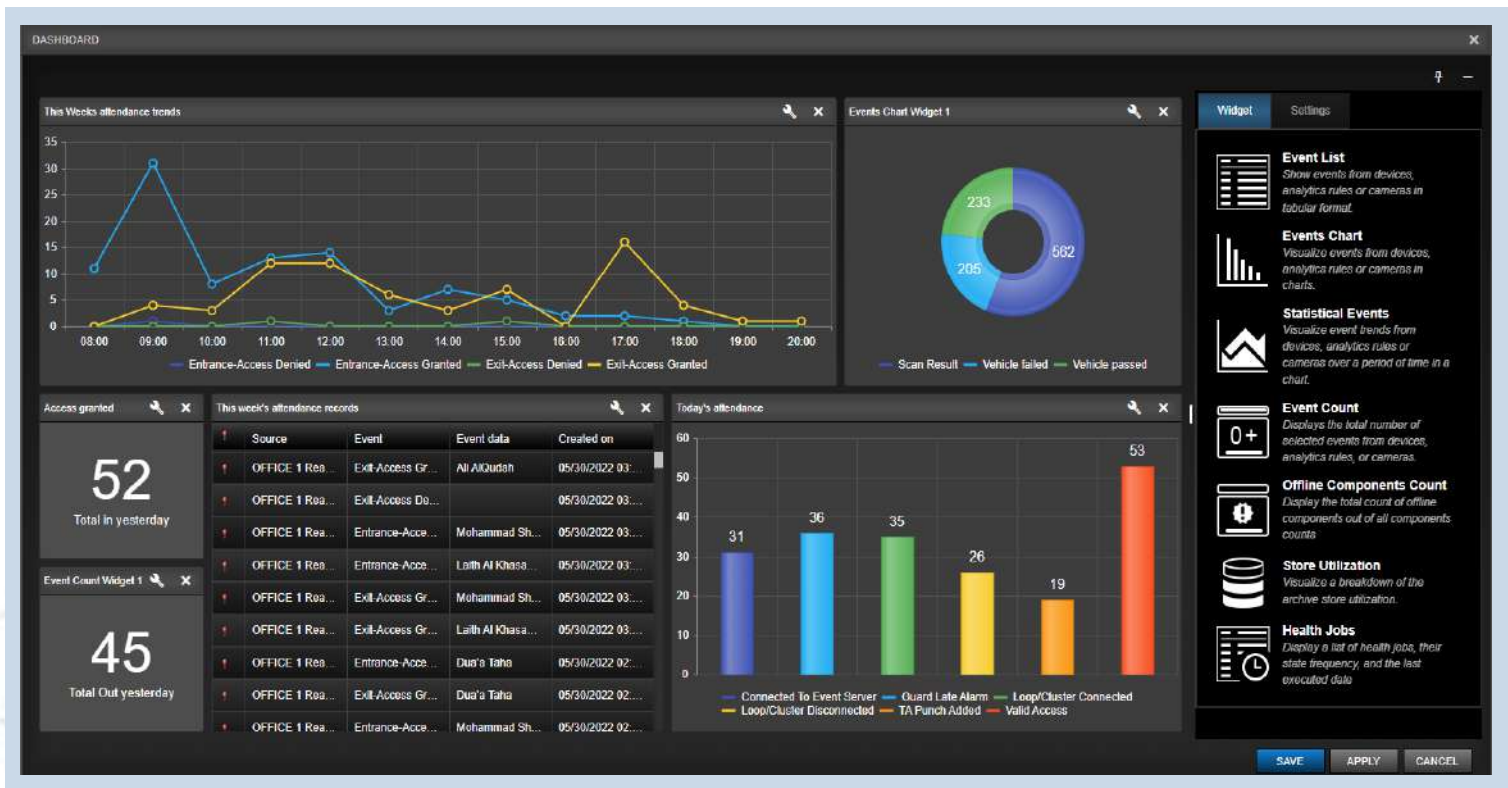 DASHBOARD
This Weeks attendance trends
35
30
25
20
15
10
5
0
08:00 09:00 10:00 11:00 12:00 13:00 14:00 15:00 16:00 17:00 18:00 19:00 20:00
Entrance-Access Denied Entrance-Access Granted Exit-Access Denied Exit-Access Granted
Events Chart Widget 1
233
562
205
Scan Result Vehicle failed Vehicle passed
Access granted
52
Total in yesterday
Event Count Widget 1
45
Total Out yesterday
This week's attendance records
Source Event Event data Created on
OFFICE 1 Rea... Exit-Access Gr... Ali AlQudah 05/30/2022 03:...
OFFICE 1 Rea... Exit-Access De... 05/30/2022 03:...
OFFICE 1 Rea... Entrance-Acce... Mohammad Sh... 05/30/2022 03:...
OFFICE 1 Rea... Entrance-Acce... Laith Al Khasa... 05/30/2022 03:...
OFFICE 1 Rea... Exit-Access Gr... Mohammad Sh... 05/30/2022 03:...
OFFICE 1 Rea... Exit-Access Gr... Laith Al Khasa... 05/30/2022 03:...
OFFICE 1 Rea... Entrance-Acce... Dua'a Taha 05/30/2022 02:...
OFFICE 1 Rea... Exit-Access Gr... Dua'a Taha 05/30/2022 02:...
OFFICE 1 Rea... Entrance-Acce... Mohammad Sh... 05/30/2022 02:...
Today's attendance
60
50
40
30
20
10
0
31 36 35 26 19 53
Connected To Event Server Guard Late Alarm Loop/Cluster Connected
Loop/Cluster Disconnected TA Punch Added Valid Access
Widget Settings
Event List
Show events from devices,
analytics rules or cameras in
tabular format.
Events Chart
Visualize events from devices,
analytics rules or cameras in
charts.
Statistical Events
Visualize event trends from
devices, analytics rules or
cameras over a period of time in a
chart.
0+
Event Count
Displays the total number of
selected events from devices,
analytics rules, or cameras.
Offline Components Count
Display the total count of offline
components out of all components
counts
Store Utilization
Visualize a breakdown of the
archive store utilization.
Health Jobs
Display a list of health jobs, their
state frequency, and the last
executed date
SAVE APPLY CANCEL